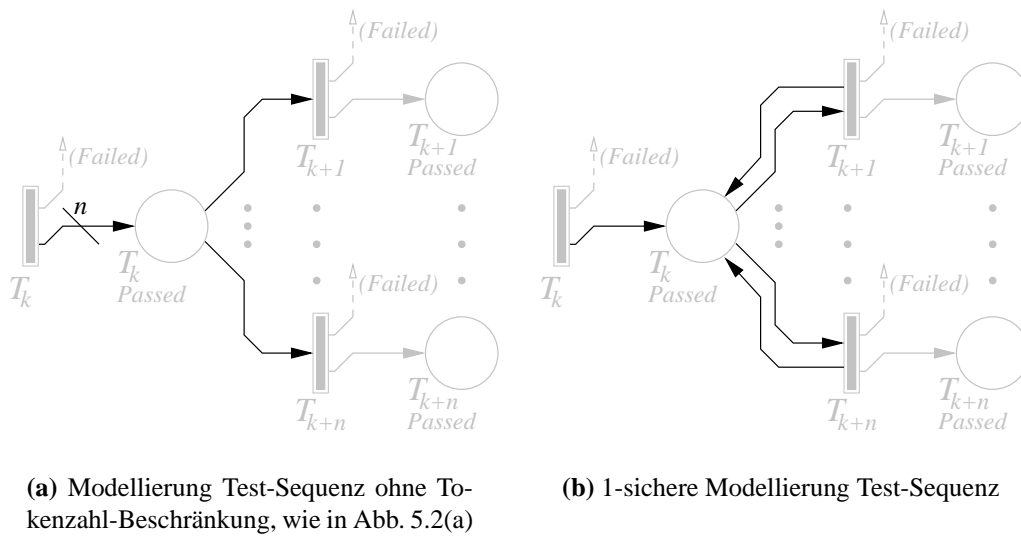 (Failed)
T_{k+1}
T_{k+1}
Passed
(Failed)
n
T_k
T_k
Passed
(Failed)
T_{k+n}
T_{k+n}
Passed
(Failed)
T_{k+1}
T_{k+1}
Passed
(Failed)
T_k
T_k
Passed
(Failed)
T_{k+n}
T_{k+n}
Passed
(a) Modellierung Test-Sequenz ohne To-
kenzahl-Beschränkung, wie in Abb. 5.2(a)
(b) 1-sichere Modellierung Test-Sequenz